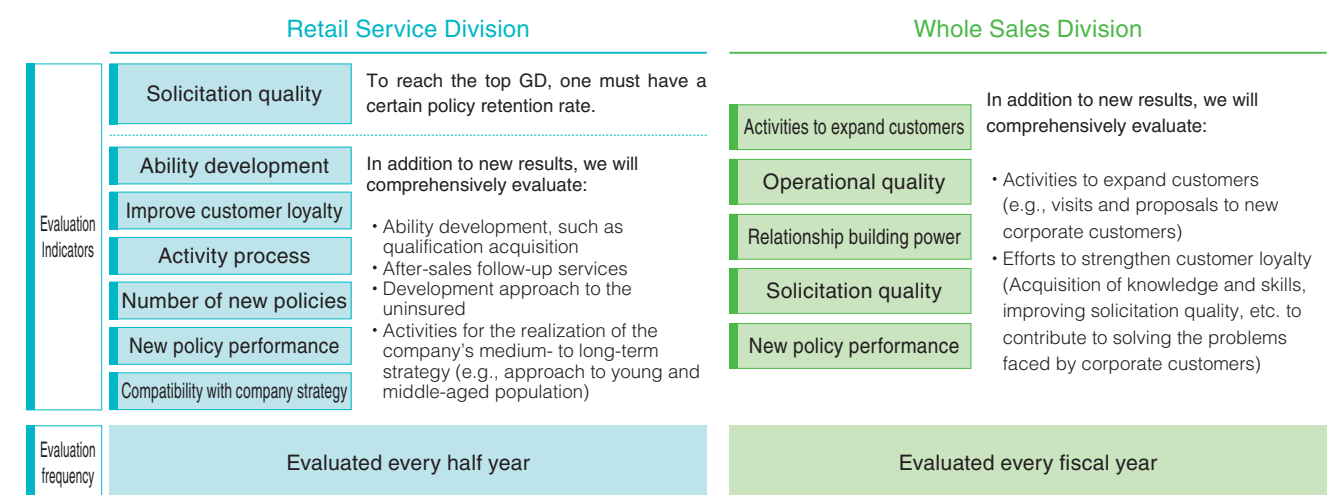 Retail Service Division
Evaluation
Indicators
Solicitation quality
To reach the top GD, one must have a
certain policy retention rate.
Ability development
Improve customer loyalty
Activity process
Number of new policies
New policy performance
Compatibility with company strategy
In addition to new results, we will
comprehensively evaluate:
・Ability development, such as
qualification acquisition
・After-sales follow-up services
・Development approach to the
uninsured
・Activities for the realization of the
company’s medium- to long-term
strategy (e.g., approach to young and
middle-aged population)
Whole Sales Division
Activities to expand customers
Operational quality
Relationship building power
Solicitation quality
New policy performance
In addition to new results, we will
comprehensively evaluate:
・Activities to expand customers
(e.g., visits and proposals to new
corporate customers)
・Efforts to strengthen customer loyalty
(Acquisition of knowledge and skills,
improving solicitation quality, etc. to
contribute to solving the problems
faced by corporate customers)
Evaluation
frequency
Evaluated every half year
Evaluated every fiscal year